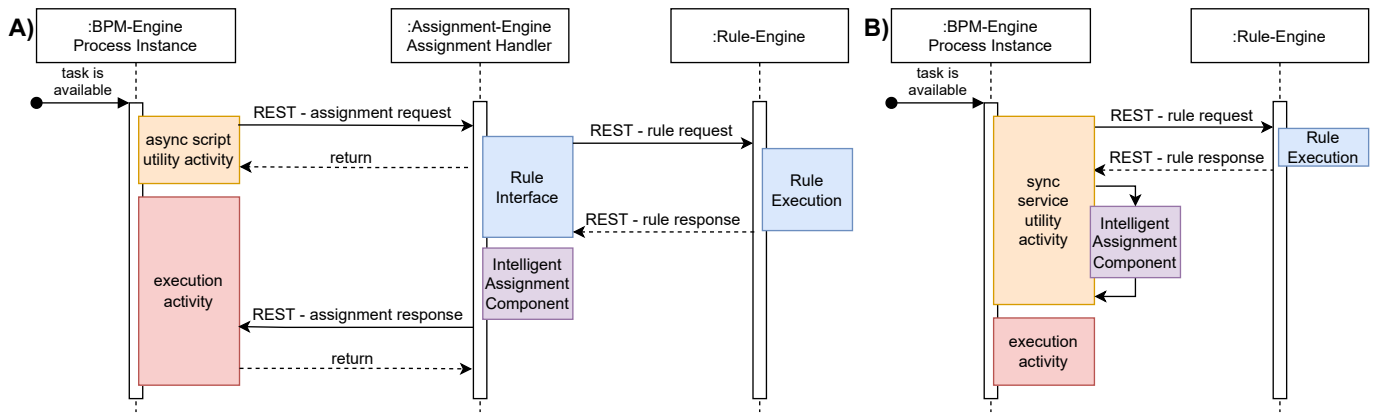 A)
:BPM-Engine
Process Instance
:Assignment-Engine
Assignment Handler
:Rule-Engine
task is
available
REST - assignment request
async script
utility activity
return
REST - rule request
Rule
Interface
Rule
Execution
REST - rule response
execution
activity
Intelligent
Assignment
Component
REST - assignment response
return
B)
:BPM-Engine
Process Instance
:Rule-Engine
task is
available
REST - rule request
Rule
Execution
REST - rule response
sync
service
utility
activity
Intelligent
Assignment
Component
execution
activity